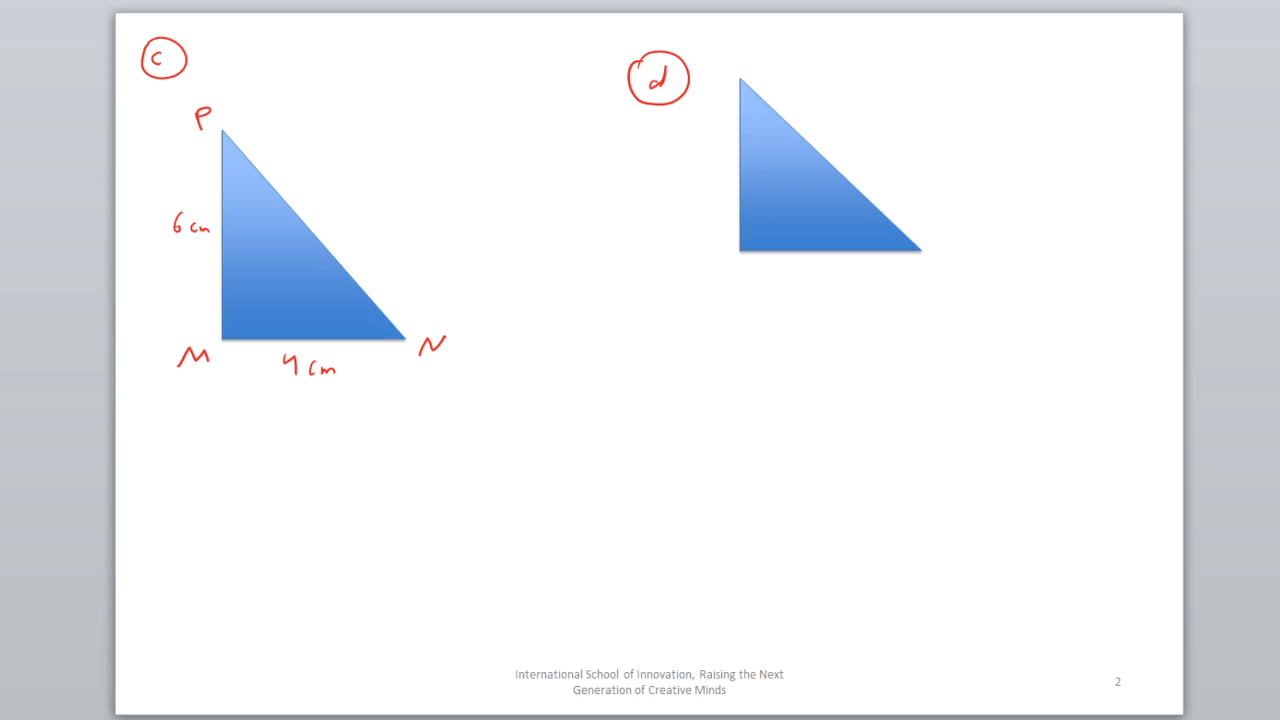 c
d
P
6 cm
M
N
4 cm
International School of Innovation, Raising the Next
Generation of Creative Minds
2